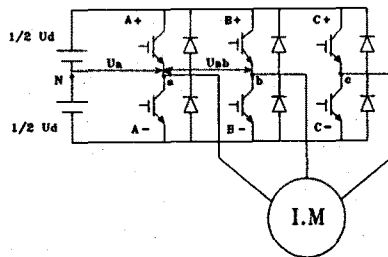 A+ B+ C+
1/2 Ud
N Ua Uab
a b c
1/2 Ud
A- B- C-
I.M